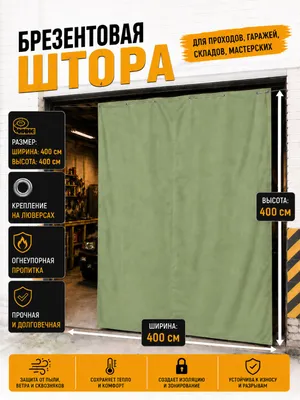 БРЕЗЕНТОВАЯ
ШТОРА
ДЛЯ ПРОХОДОВ, ГАРАЖЕЙ,
СКЛАДОВ, МАСТЕРСКИХ
РАЗМЕР:
ШИРИНА: 400 СМ
ВЫСОТА: 400 СМ
КРЕПЛЕНИЕ
НА ЛЮВЕРСАХ
ОГНЕУПОРНАЯ
ПРОПИТКА
ПРОЧНАЯ
И ДОЛГОВЕЧНАЯ
ВЫСОТА:
400 СМ
ШИРИНА:
400 СМ
ЗАЩИТА ОТ ПЫЛИ,
ВЕТРА И СКВОЗНЯКОВ
СОХРАНЯЕТ ТЕПЛО
И КОМФОРТ
СОЗДАЕТ ИЗОЛЯЦИЮ
И ЗОНИРОВАНИЕ
УСТОЙЧИВА К ИЗНОСУ
И РАЗРЫВАМ